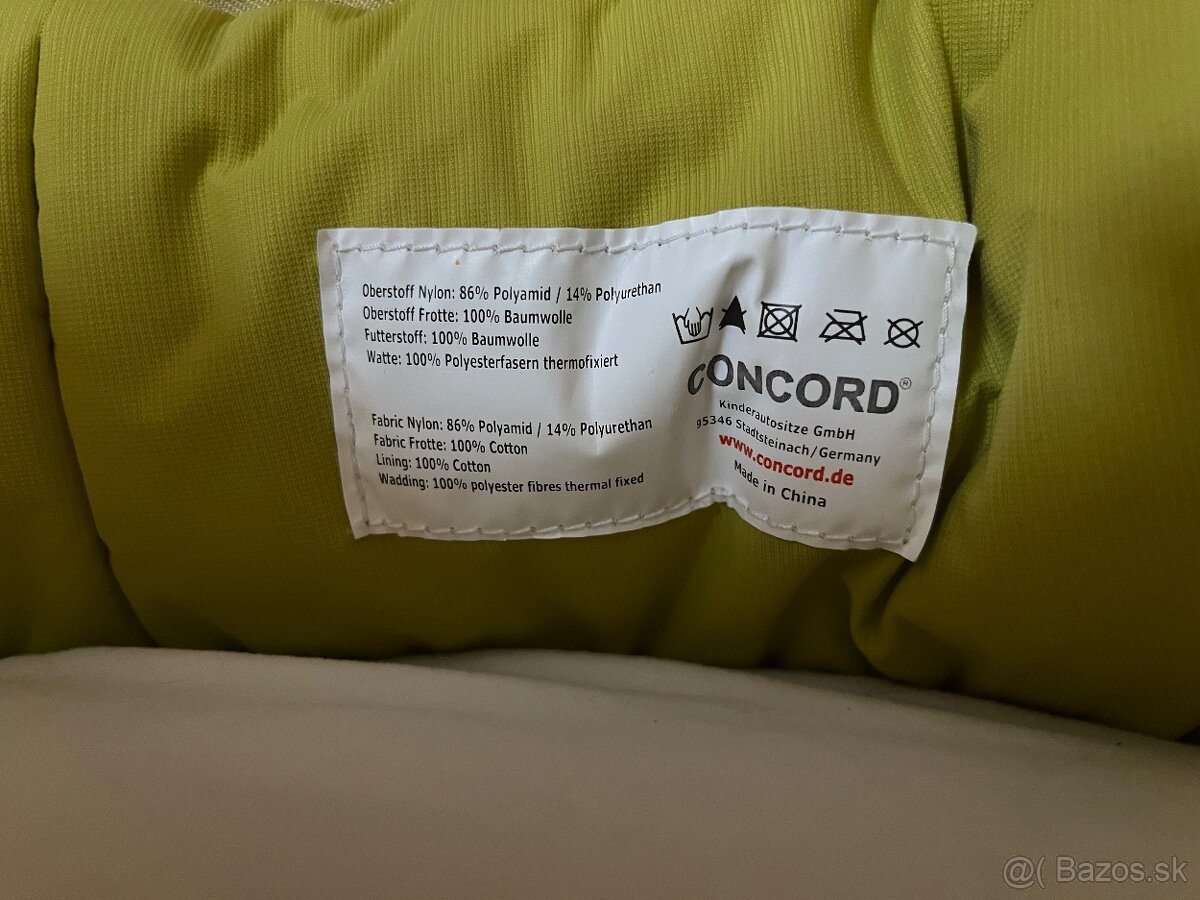 Oberstoff Nylon: 86% Polyamid / 14% Polyurethan
Oberstoff Frotte: 100% Baumwolle
Futterstoff: 100% Baumwolle
Watte: 100% Polyesterfasern thermofixiert
Fabric Nylon: 86% Polyamid / 14% Polyurethan
Fabric Frotte: 100% Cotton
Lining: 100% Cotton
Wadding: 100% polyester fibres thermal fixed
CONCORD®
Kinderautositze GmbH
95346 Stadtsteinach/Germany
www.concord.de
Made in China
@( Bazos.sk